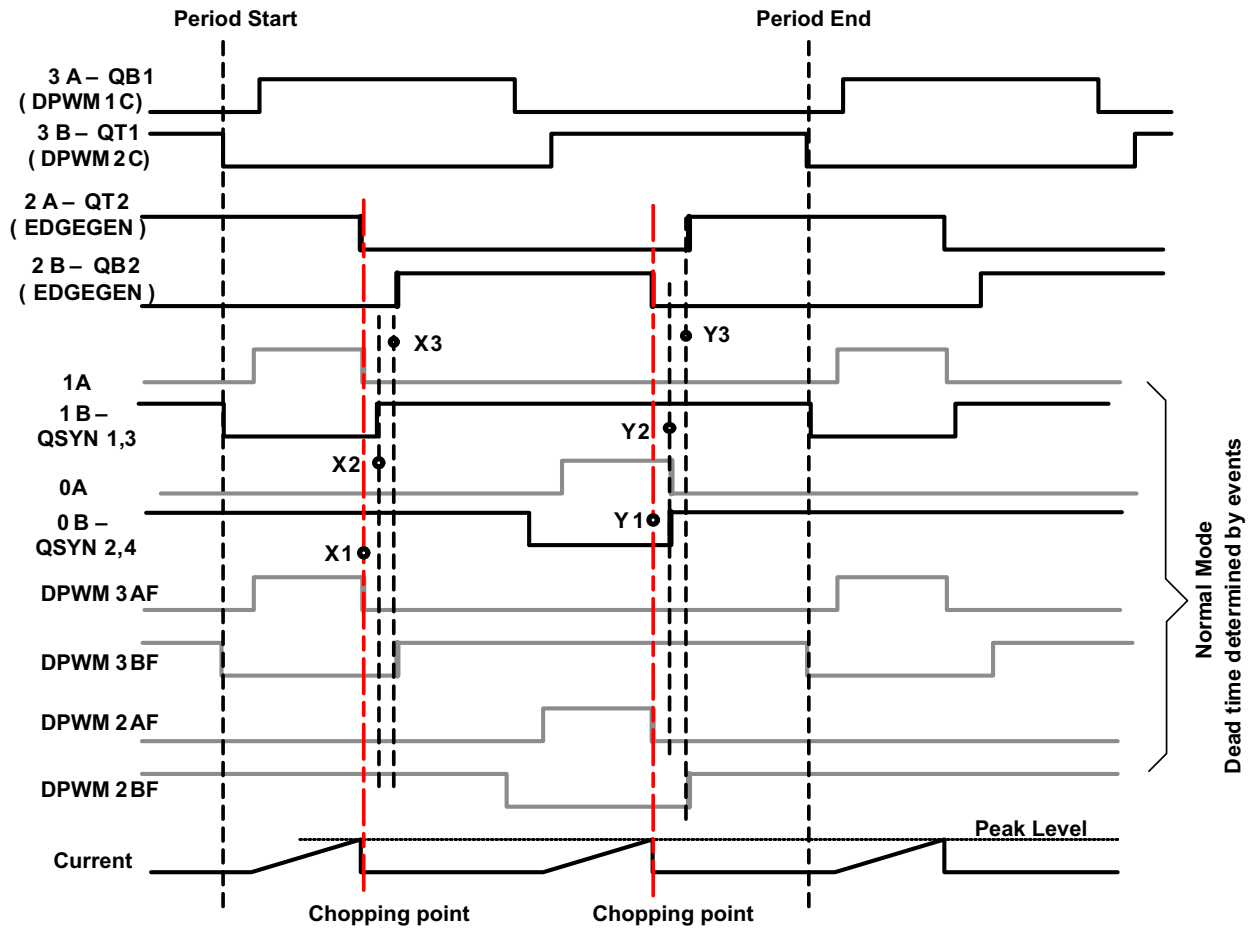 Period Start
Period End
3 A – QB1
( DPWM 1 C)
3 B – QT1
( DPWM 2 C)
2 A – QT2
( EDGEGEN )
2 B – QB2
( EDGEGEN )
X3
Y3
1A
1 B –
QSYN 1,3
Y2
X2
0A
0 B –
QSYN 2,4
Y1
X1
DPWM 3 AF
DPWM 3 BF
DPWM 2 AF
DPWM 2 BF
Normal Mode
Dead time determined by events
Peak Level
Current
Chopping point
Chopping point